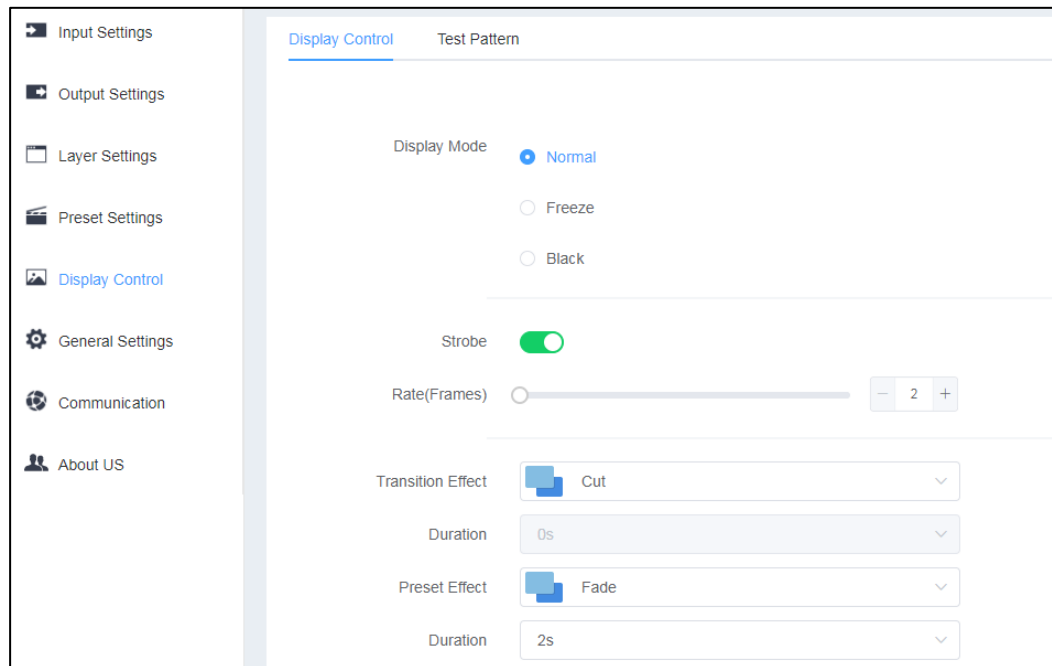 Input Settings
Output Settings
Layer Settings
Preset Settings
Display Control
General Settings
Communication
About US
Display Control Test Pattern
Display Mode
Normal
Freeze
Black
Strobe
Rate(Frames) − 2 +
Transition Effect Cut
Duration 0s
Preset Effect Fade
Duration 2s